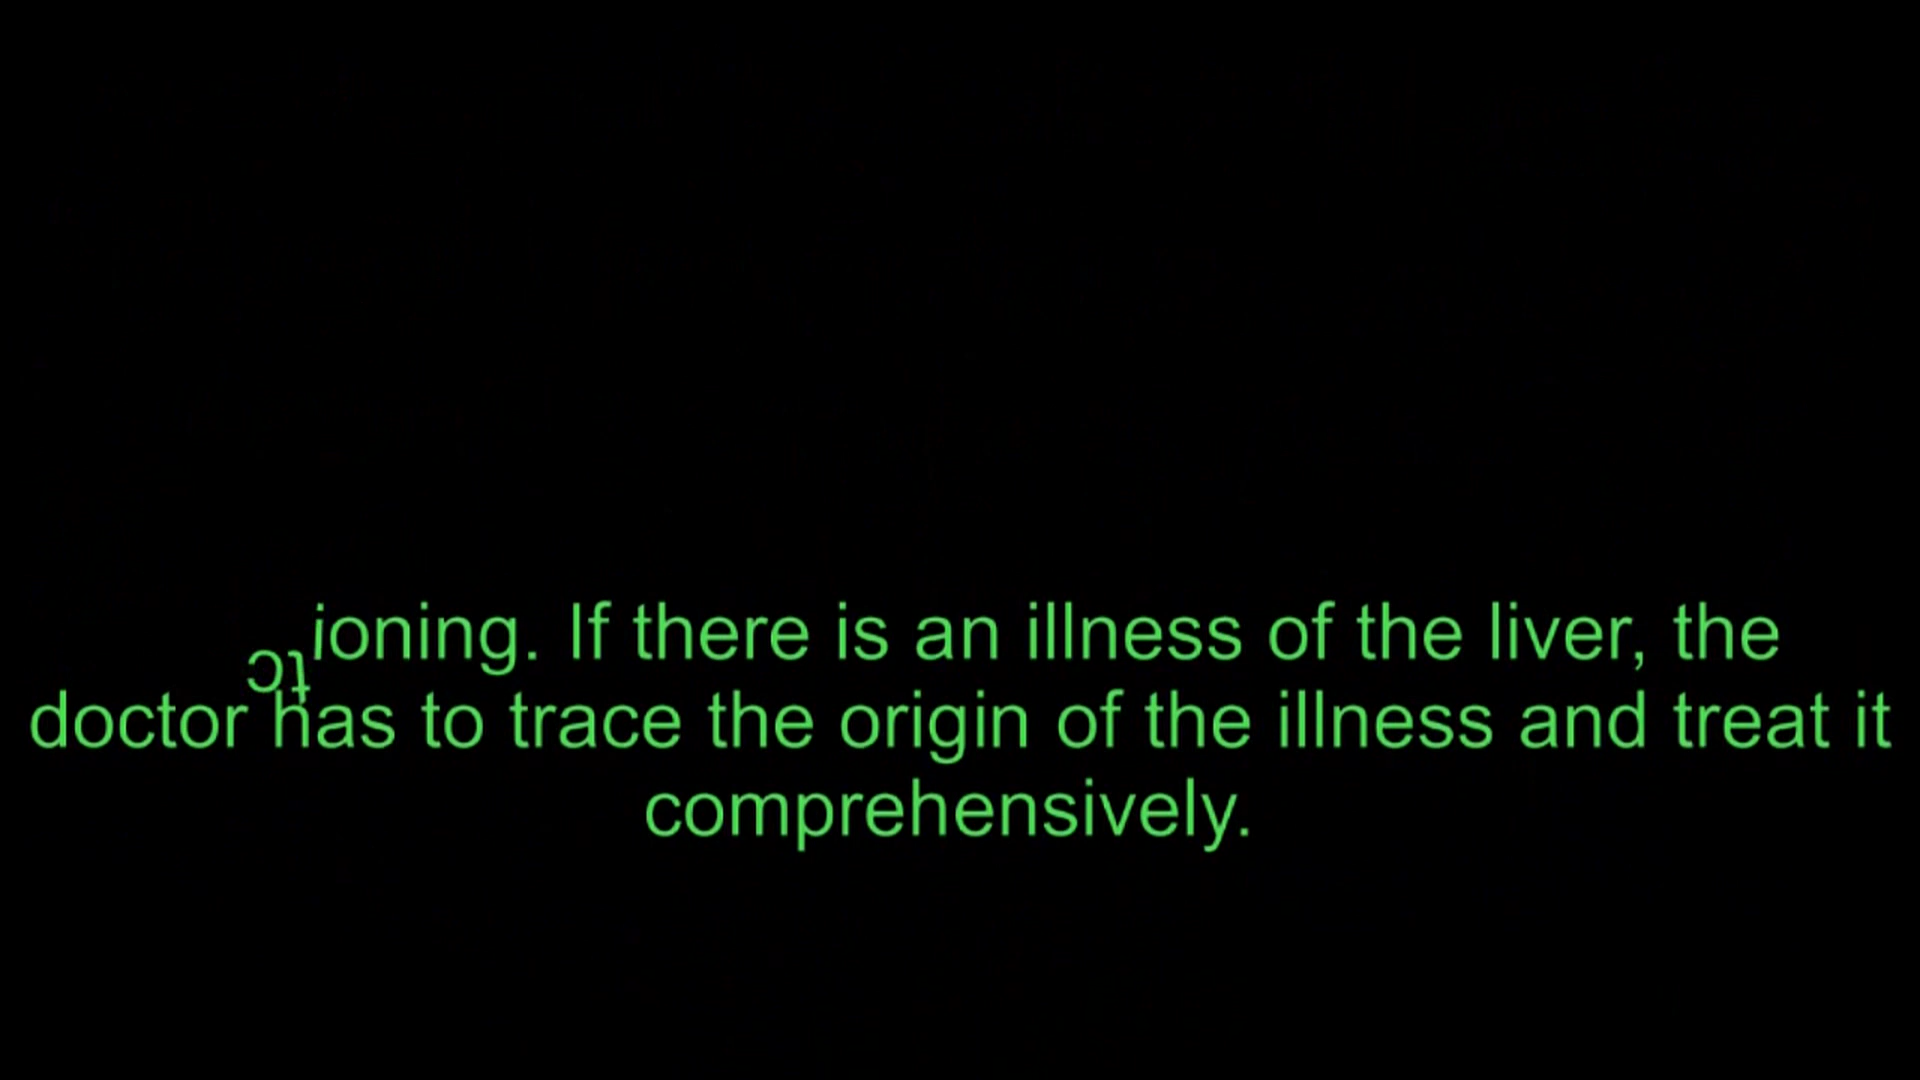 ctioning. If there is an illness of the liver, the
doctor has to trace the origin of the illness and treat it
comprehensively.